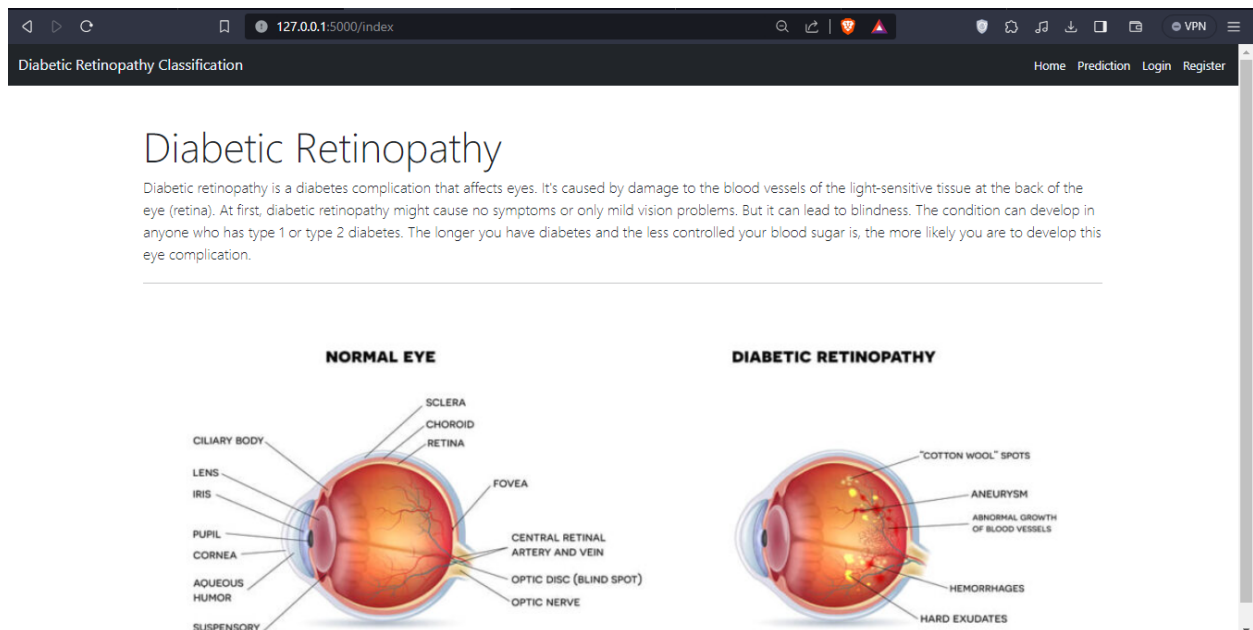 127.0.0.1:5000/index
VPN
Diabetic Retinopathy Classification
Home Prediction Login Register
Diabetic Retinopathy
Diabetic retinopathy is a diabetes complication that affects eyes. It's caused by damage to the blood vessels of the light-sensitive tissue at the back of the
eye (retina). At first, diabetic retinopathy might cause no symptoms or only mild vision problems. But it can lead to blindness. The condition can develop in
anyone who has type 1 or type 2 diabetes. The longer you have diabetes and the less controlled your blood sugar is, the more likely you are to develop this
eye complication.
NORMAL EYE
SCLERA
CHOROID
RETINA
CILIARY BODY
LENS
IRIS
FOVEA
PUPIL
CORNEA
CENTRAL RETINAL
ARTERY AND VEIN
AQUEOUS
HUMOR
OPTIC DISC (BLIND SPOT)
OPTIC NERVE
SUSPENSORY
DIABETIC RETINOPATHY
"COTTON WOOL" SPOTS
ANEURYSM
ABNORMAL GROWTH
OF BLOOD VESSELS
HEMORRHAGES
HARD EXUDATES